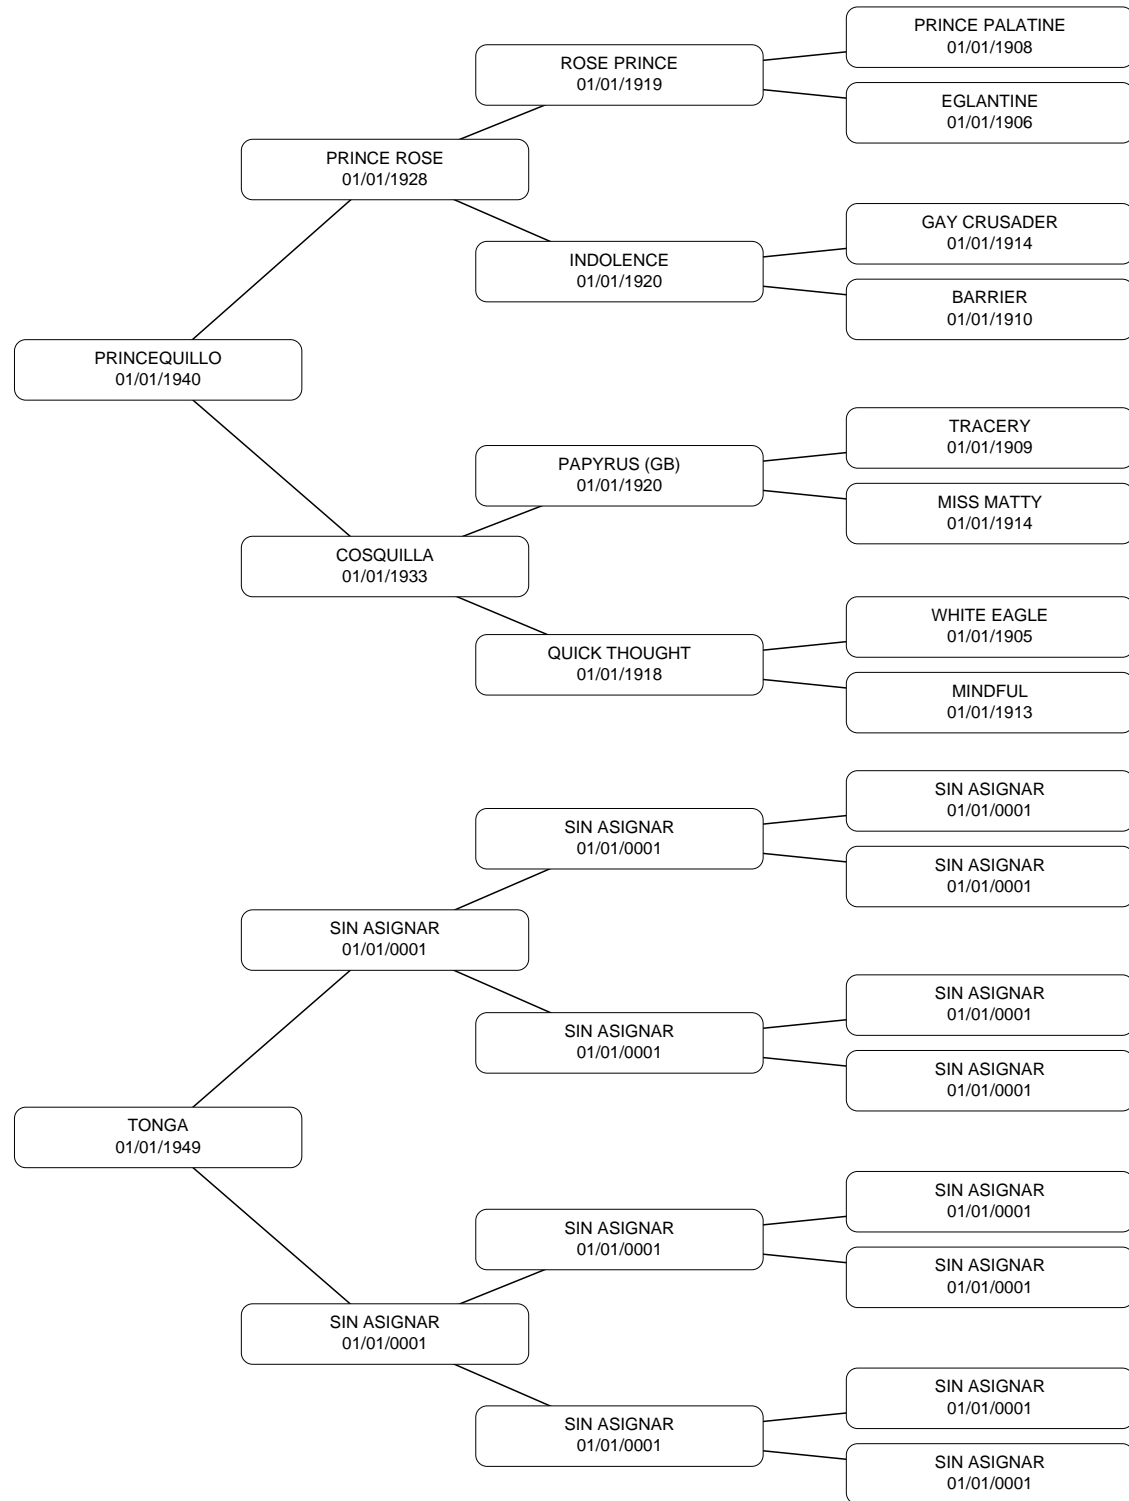 PRINCE PALATINE
01/01/1908
ROSE PRINCE
01/01/1919
EGLANTINE
01/01/1906
PRINCE ROSE
01/01/1928
GAY CRUSADER
01/01/1914
INDOLENCE
01/01/1920
BARRIER
01/01/1910
PRINCEQUILLO
01/01/1940
TRACERY
01/01/1909
PAPYRUS (GB)
01/01/1920
MISS MATTY
01/01/1914
COSQUILLA
01/01/1933
WHITE EAGLE
01/01/1905
QUICK THOUGHT
01/01/1918
MINDFUL
01/01/1913
SIN ASIGNAR
01/01/0001
SIN ASIGNAR
01/01/0001
SIN ASIGNAR
01/01/0001
SIN ASIGNAR
01/01/0001
SIN ASIGNAR
01/01/0001
SIN ASIGNAR
01/01/0001
SIN ASIGNAR
01/01/0001
TONGA
01/01/1949
SIN ASIGNAR
01/01/0001
SIN ASIGNAR
01/01/0001
SIN ASIGNAR
01/01/0001
SIN ASIGNAR
01/01/0001
SIN ASIGNAR
01/01/0001
SIN ASIGNAR
01/01/0001
SIN ASIGNAR
01/01/0001